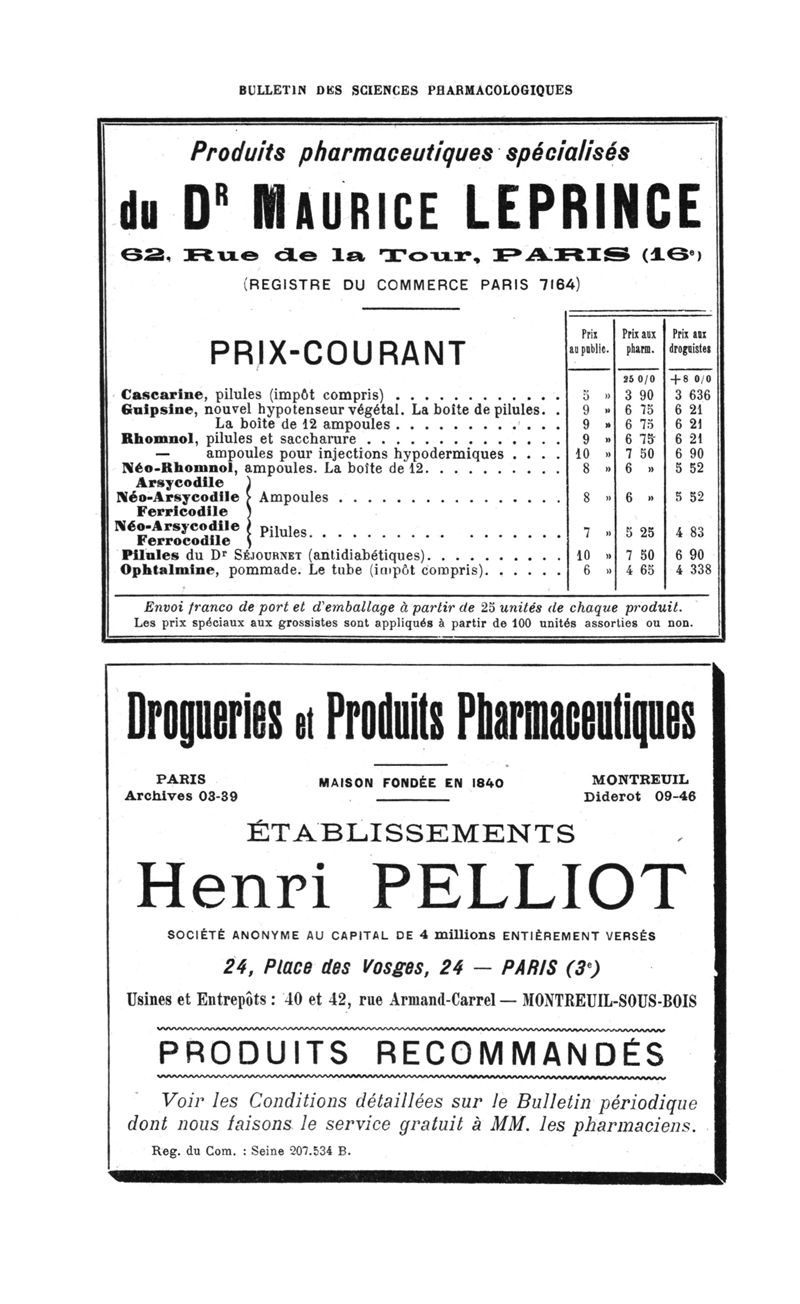 BULLETIN DES SCIENCES PHARMACOLOGIQUES
Produits pharmaceutiques spécialisés
du DR MAURICE LEPRINCE
62, Rue de la Tour, PARIS (16e)
(REGISTRE DU COMMERCE PARIS 7164)
PRIX-COURANT
Prix au public. Prix aux pharm. Prix aux droguistes
25 0/0 +8 0/0
Cascarine, pilules (impôt compris) . . . . . . . . . . . . 5 » 3 90 3 636
Guipsine, nouvel hypotenseur végétal. La boîte de pilules. . 9 » 6 75 6 21
La boîte de 12 ampoules . . . . . . . . . . . . 9 » 6 75 6 21
Rhomnol, pilules et saccharure . . . . . . . . . . . . . . 9 » 6 75 6 21
— ampoules pour injections hypodermiques . . . . 10 » 7 50 6 90
Néo-Rhomnol, ampoules. La boîte de 12. . . . . . . . . . 8 » 6 » 5 52
Arsycodile
Néo-Arsycodile } Ampoules . . . . . . . . . . . . . . . . 8 » 6 » 5 52
Ferricodile
Néo-Arsycodile
Ferrocodile } Pilules. . . . . . . . . . . . . . . . . 7 » 5 25 4 83
Pilules du Dr SÉJOURNET (antidiabétiques). . . . . . . . . . 10 » 7 50 6 90
Ophtalmine, pommade. Le tube (impôt compris). . . . . . 6 » 4 65 4 338
Envoi franco de port et d'emballage à partir de 25 unités de chaque produit.
Les prix spéciaux aux grossistes sont appliqués à partir de 100 unités assorties ou non.
Drogueries et Produits Pharmaceutiques
PARIS MAISON FONDÉE EN 1840 MONTREUIL
Archives 03-39 Diderot 09-46
ÉTABLISSEMENTS
Henri PELLIOT
SOCIÉTÉ ANONYME AU CAPITAL DE 4 millions ENTIÈREMENT VERSÉS
24, Place des Vosges, 24 — PARIS (3e)
Usines et Entrepôts : 40 et 42, rue Armand-Carrel — MONTREUIL-SOUS-BOIS
PRODUITS RECOMMANDÉS
Voir les Conditions détaillées sur le Bulletin périodique
dont nous faisons le service gratuit à MM. les pharmaciens.
Reg. du Com. : Seine 207.534 B.